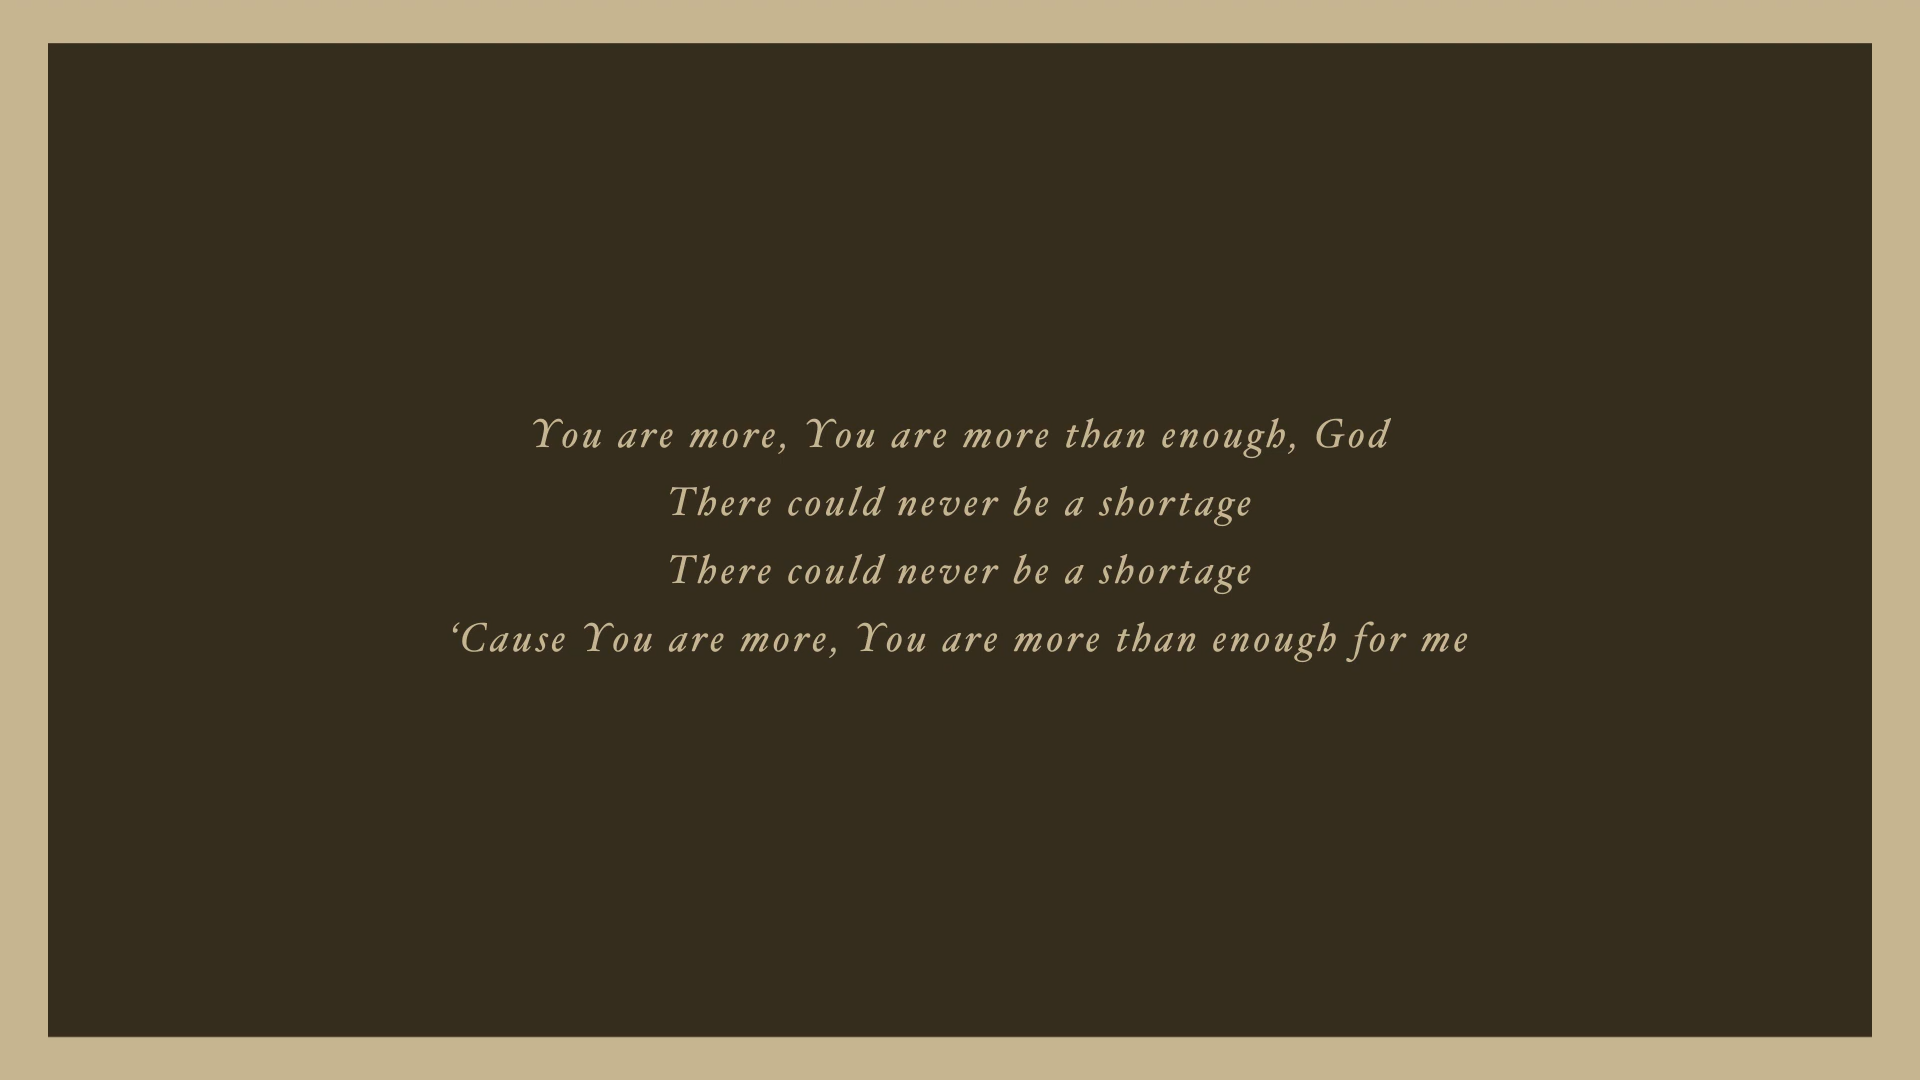 You are more, You are more than enough, God
There could never be a shortage
There could never be a shortage
‘Cause You are more, You are more than enough for me